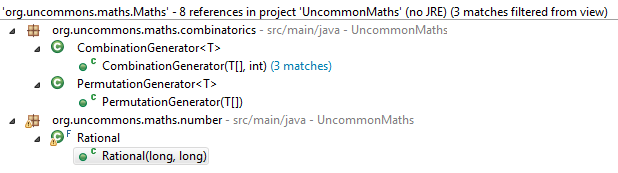 'org.uncommons.maths.Maths' - 8 references in project 'UncommonMaths' (no JRE) (3 matches filtered from view)
org.uncommons.maths.combinatorics - src/main/java - UncommonMaths
CombinationGenerator<T>
C CombinationGenerator(T[], int) (3 matches)
PermutationGenerator<T>
C PermutationGenerator(T[])
org.uncommons.maths.number - src/main/java - UncommonMaths
F Rational
C Rational(long, long)